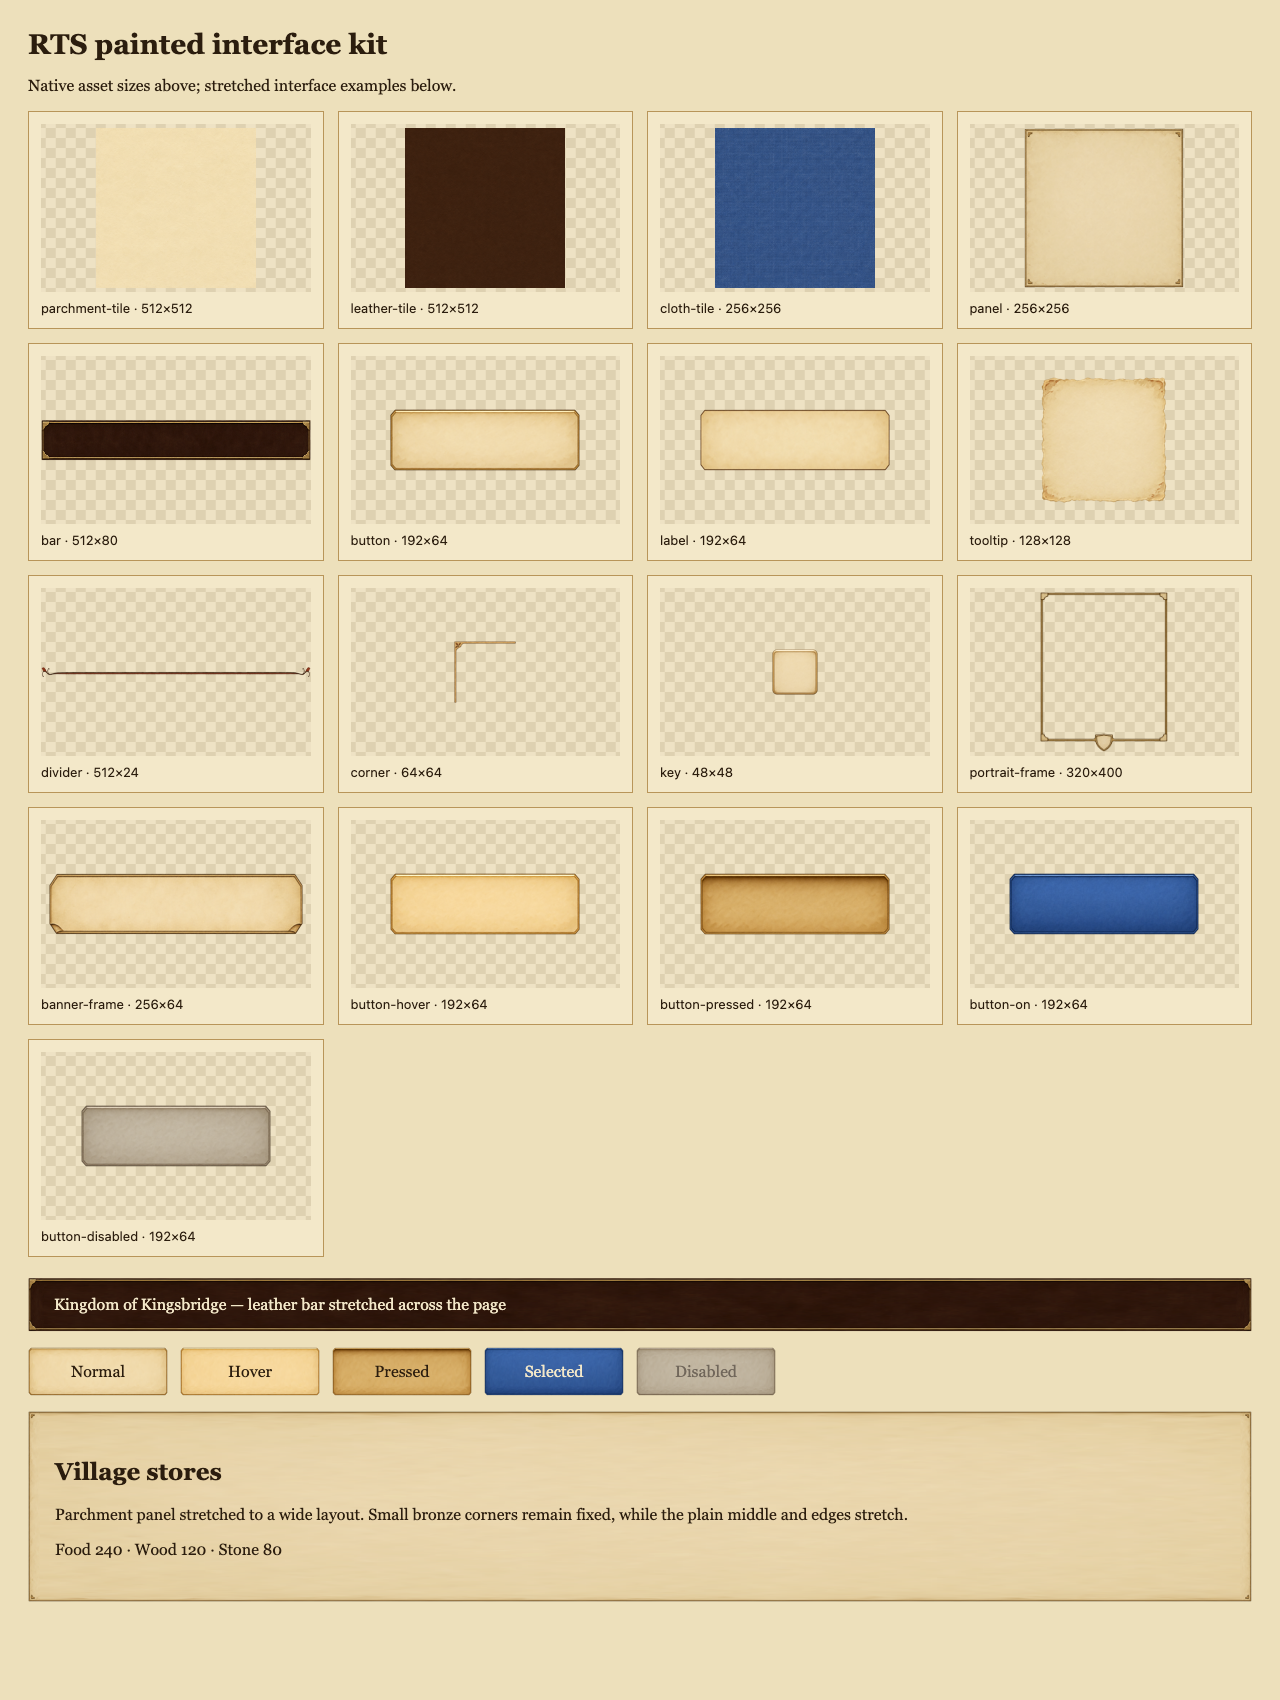 RTS painted interface kit
Native asset sizes above; stretched interface examples below.
parchment-tile · 512×512
leather-tile · 512×512
cloth-tile · 256×256
panel · 256×256
bar · 512×80
button · 192×64
label · 192×64
tooltip · 128×128
divider · 512×24
corner · 64×64
key · 48×48
portrait-frame · 320×400
banner-frame · 256×64
button-hover · 192×64
button-pressed · 192×64
button-on · 192×64
button-disabled · 192×64
Kingdom of Kingsbridge — leather bar stretched across the page
Normal
Hover
Pressed
Selected
Disabled
Village stores
Parchment panel stretched to a wide layout. Small bronze corners remain fixed, while the plain middle and edges stretch.
Food 240 · Wood 120 · Stone 80